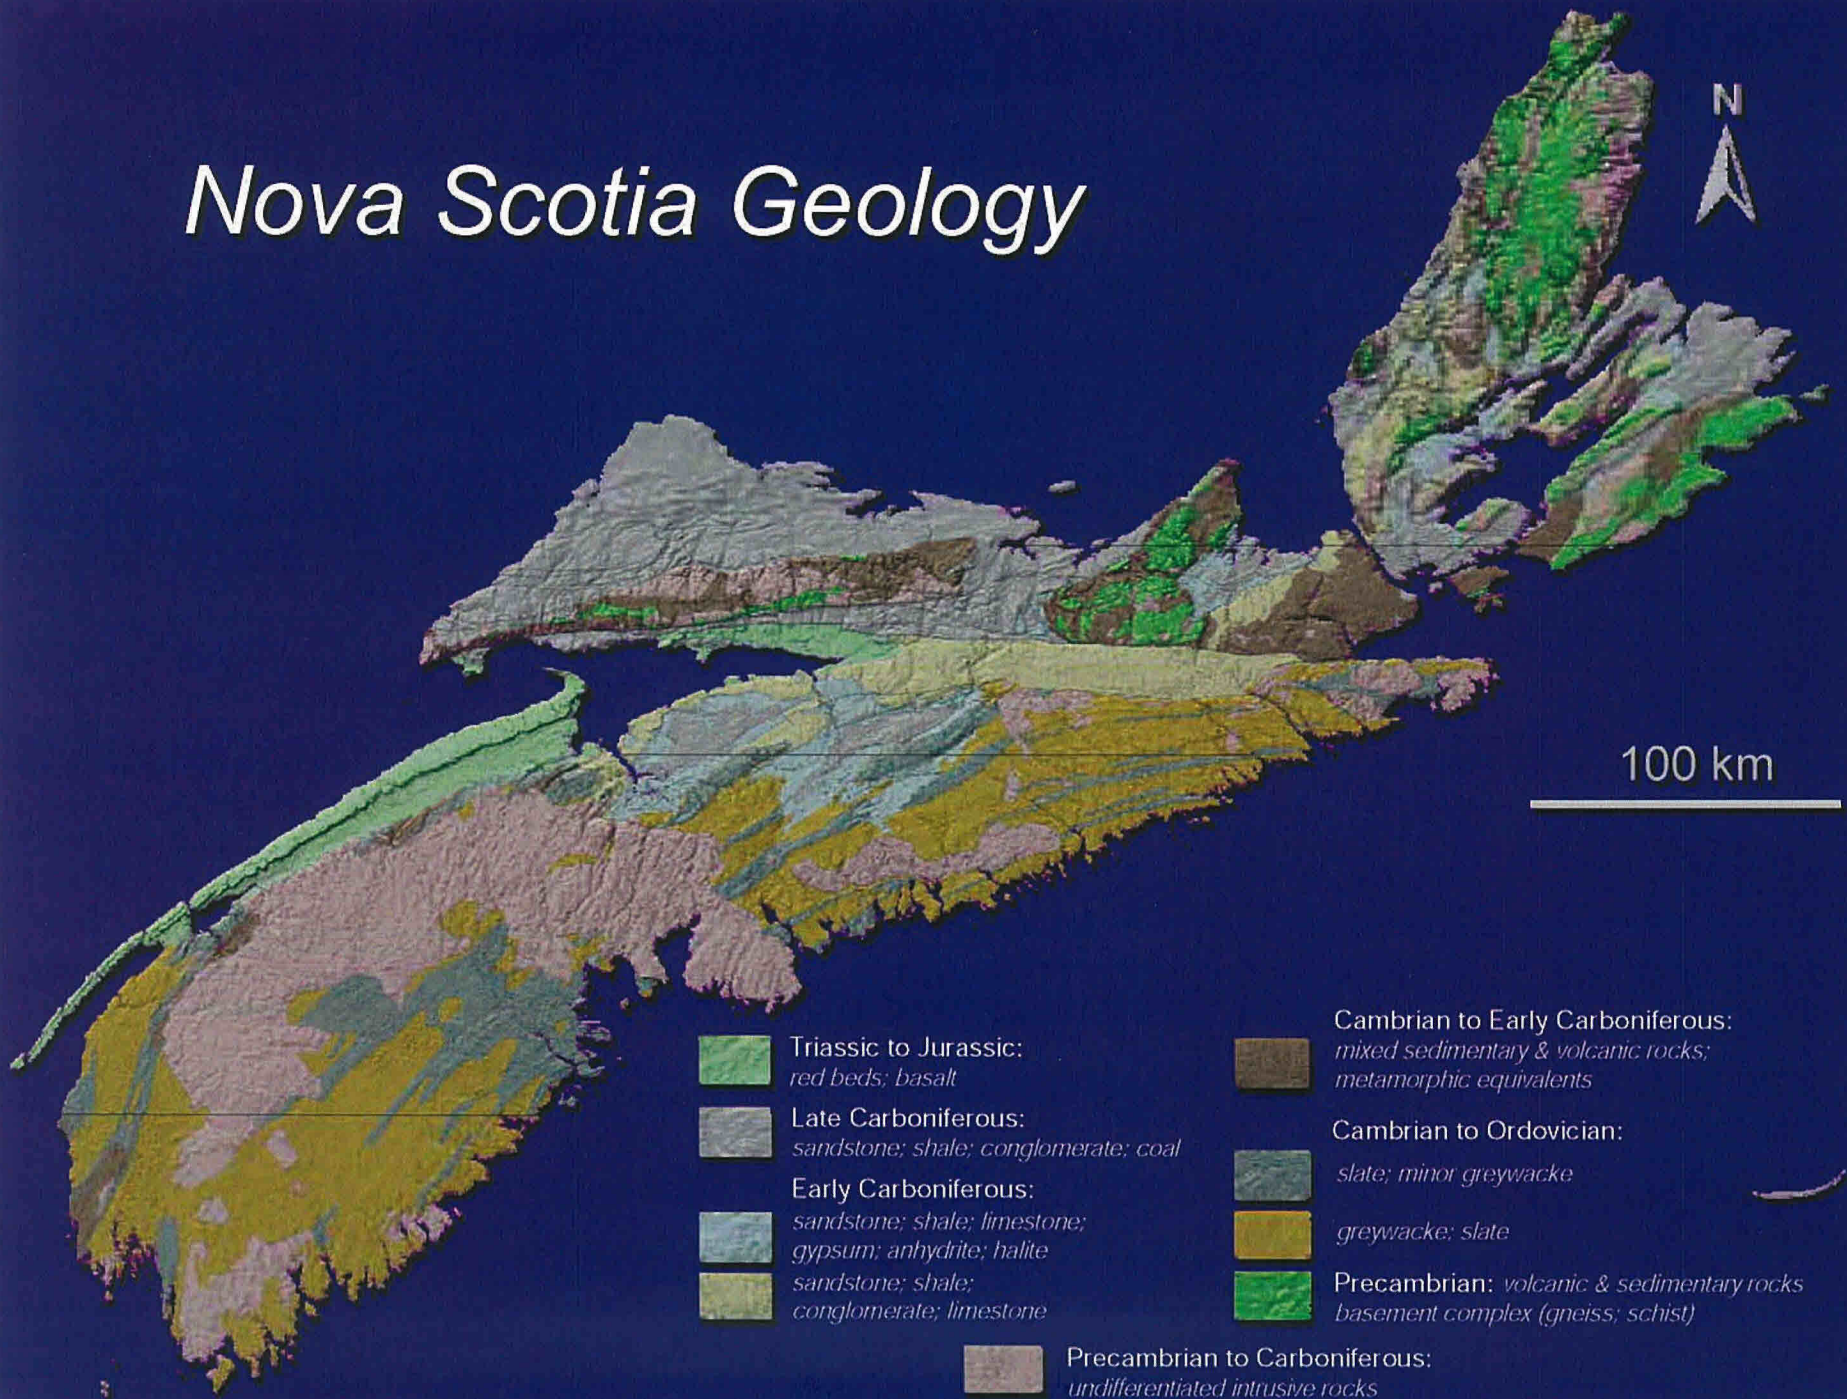 Nova Scotia Geology
N
100 km
Triassic to Jurassic:
red beds; basalt
Late Carboniferous:
sandstone; shale; conglomerate; coal
Early Carboniferous:
sandstone; shale; limestone;
gypsum; anhydrite; halite
sandstone; shale;
conglomerate; limestone
Cambrian to Early Carboniferous:
mixed sedimentary & volcanic rocks;
metamorphic equivalents
Cambrian to Ordovician:
slate; minor greywacke
greywacke; slate
Precambrian: volcanic & sedimentary rocks
basement complex (gneiss; schist)
Precambrian to Carboniferous:
undifferentiated intrusive rocks